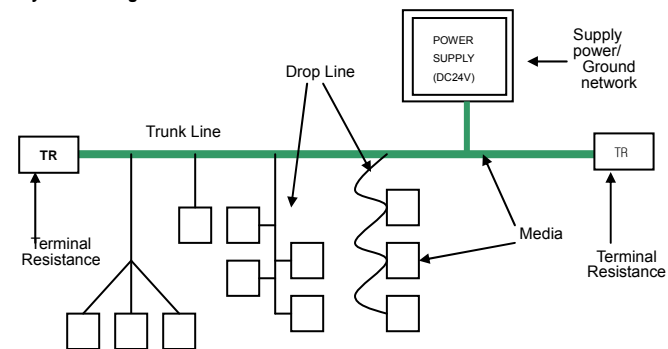 POWER
SUPPLY
(DC24V)
Supply
power/
Ground
network
Drop Line
Trunk Line
TR
TR
Terminal
Resistance
Media
Terminal
Resistance